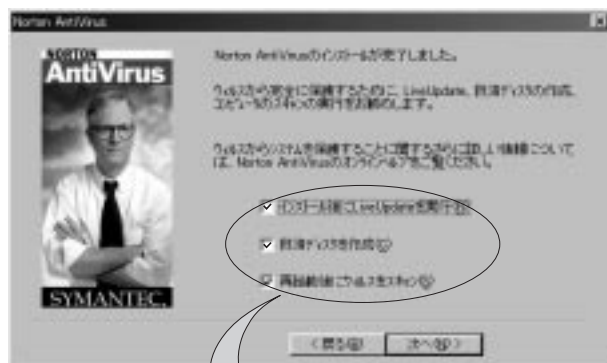 Norton AntiVirus
NORTON
AntiVirus
SYMANTEC.
Norton AntiVirusのインストールが完了しました。
ウィルスから完全に保護するために、LiveUpdate、救済ディスクの作成、
コンピュータのスキャンの実行をお勧めします。
ウィルスからシステムを保護することに関するさらに詳しい情報について
は、Norton AntiVirusのオンラインヘルプをご覧ください。
インストール後にLiveUpdateを実行
救済ディスクを作成(C)
再起動後にウィルスをスキャン(S)
< 戻る(B)
次へ(N) >